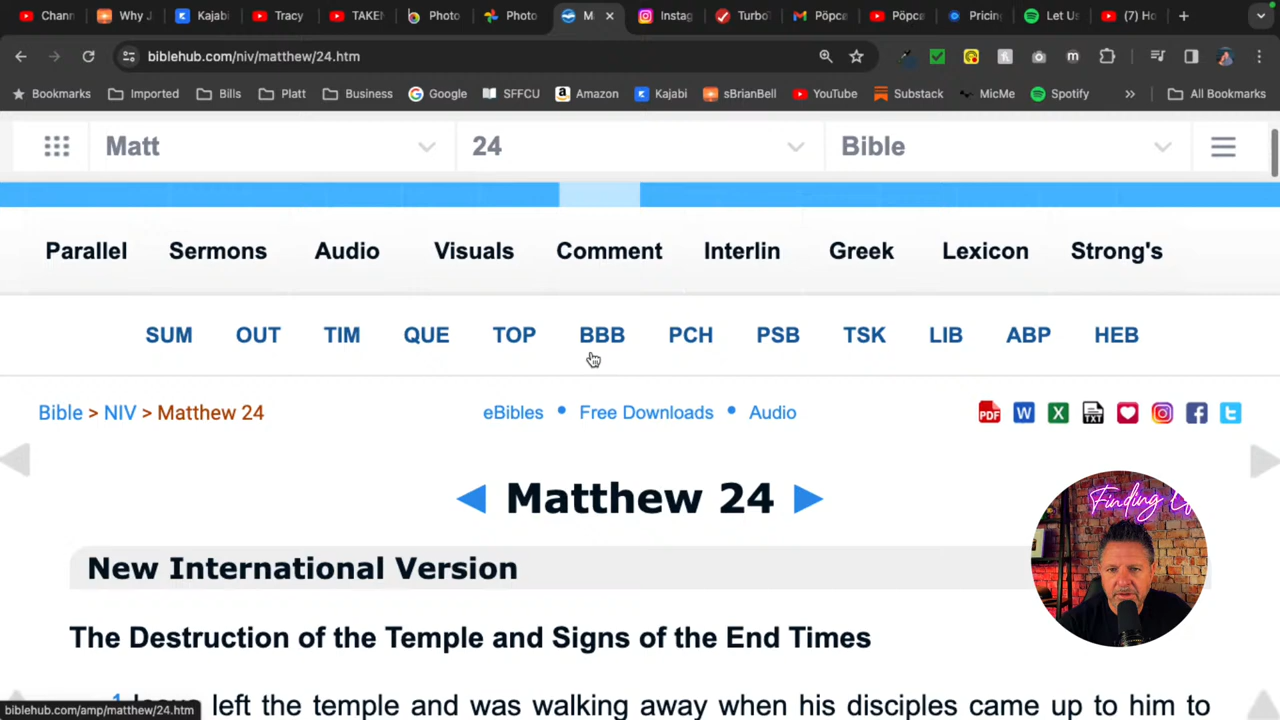 Chann Why J Kajabi Tracy TAKEN Photo Photo M Instag TurboT Pöpce Pöpce Pricing Let Us (7) Ho
biblehub.com/niv/matthew/24.htm
Bookmarks Imported Bills Platt Business Google SFFCU Amazon Kajabi sBrianBell YouTube Substack MicMe Spotify » All Bookmarks
Matt 24 Bible
Parallel Sermons Audio Visuals Comment Interlin Greek Lexicon Strong's
SUM OUT TIM QUE TOP BBB PCH PSB TSK LIB ABP HEB
Bible > NIV > Matthew 24 eBibles • Free Downloads • Audio PDF W X TXT
Matthew 24
Finding
New International Version
The Destruction of the Temple and Signs of the End Times
left the temple and was walking away when his disciples came up to him to
biblehub.com/amp/matthew/24.htm